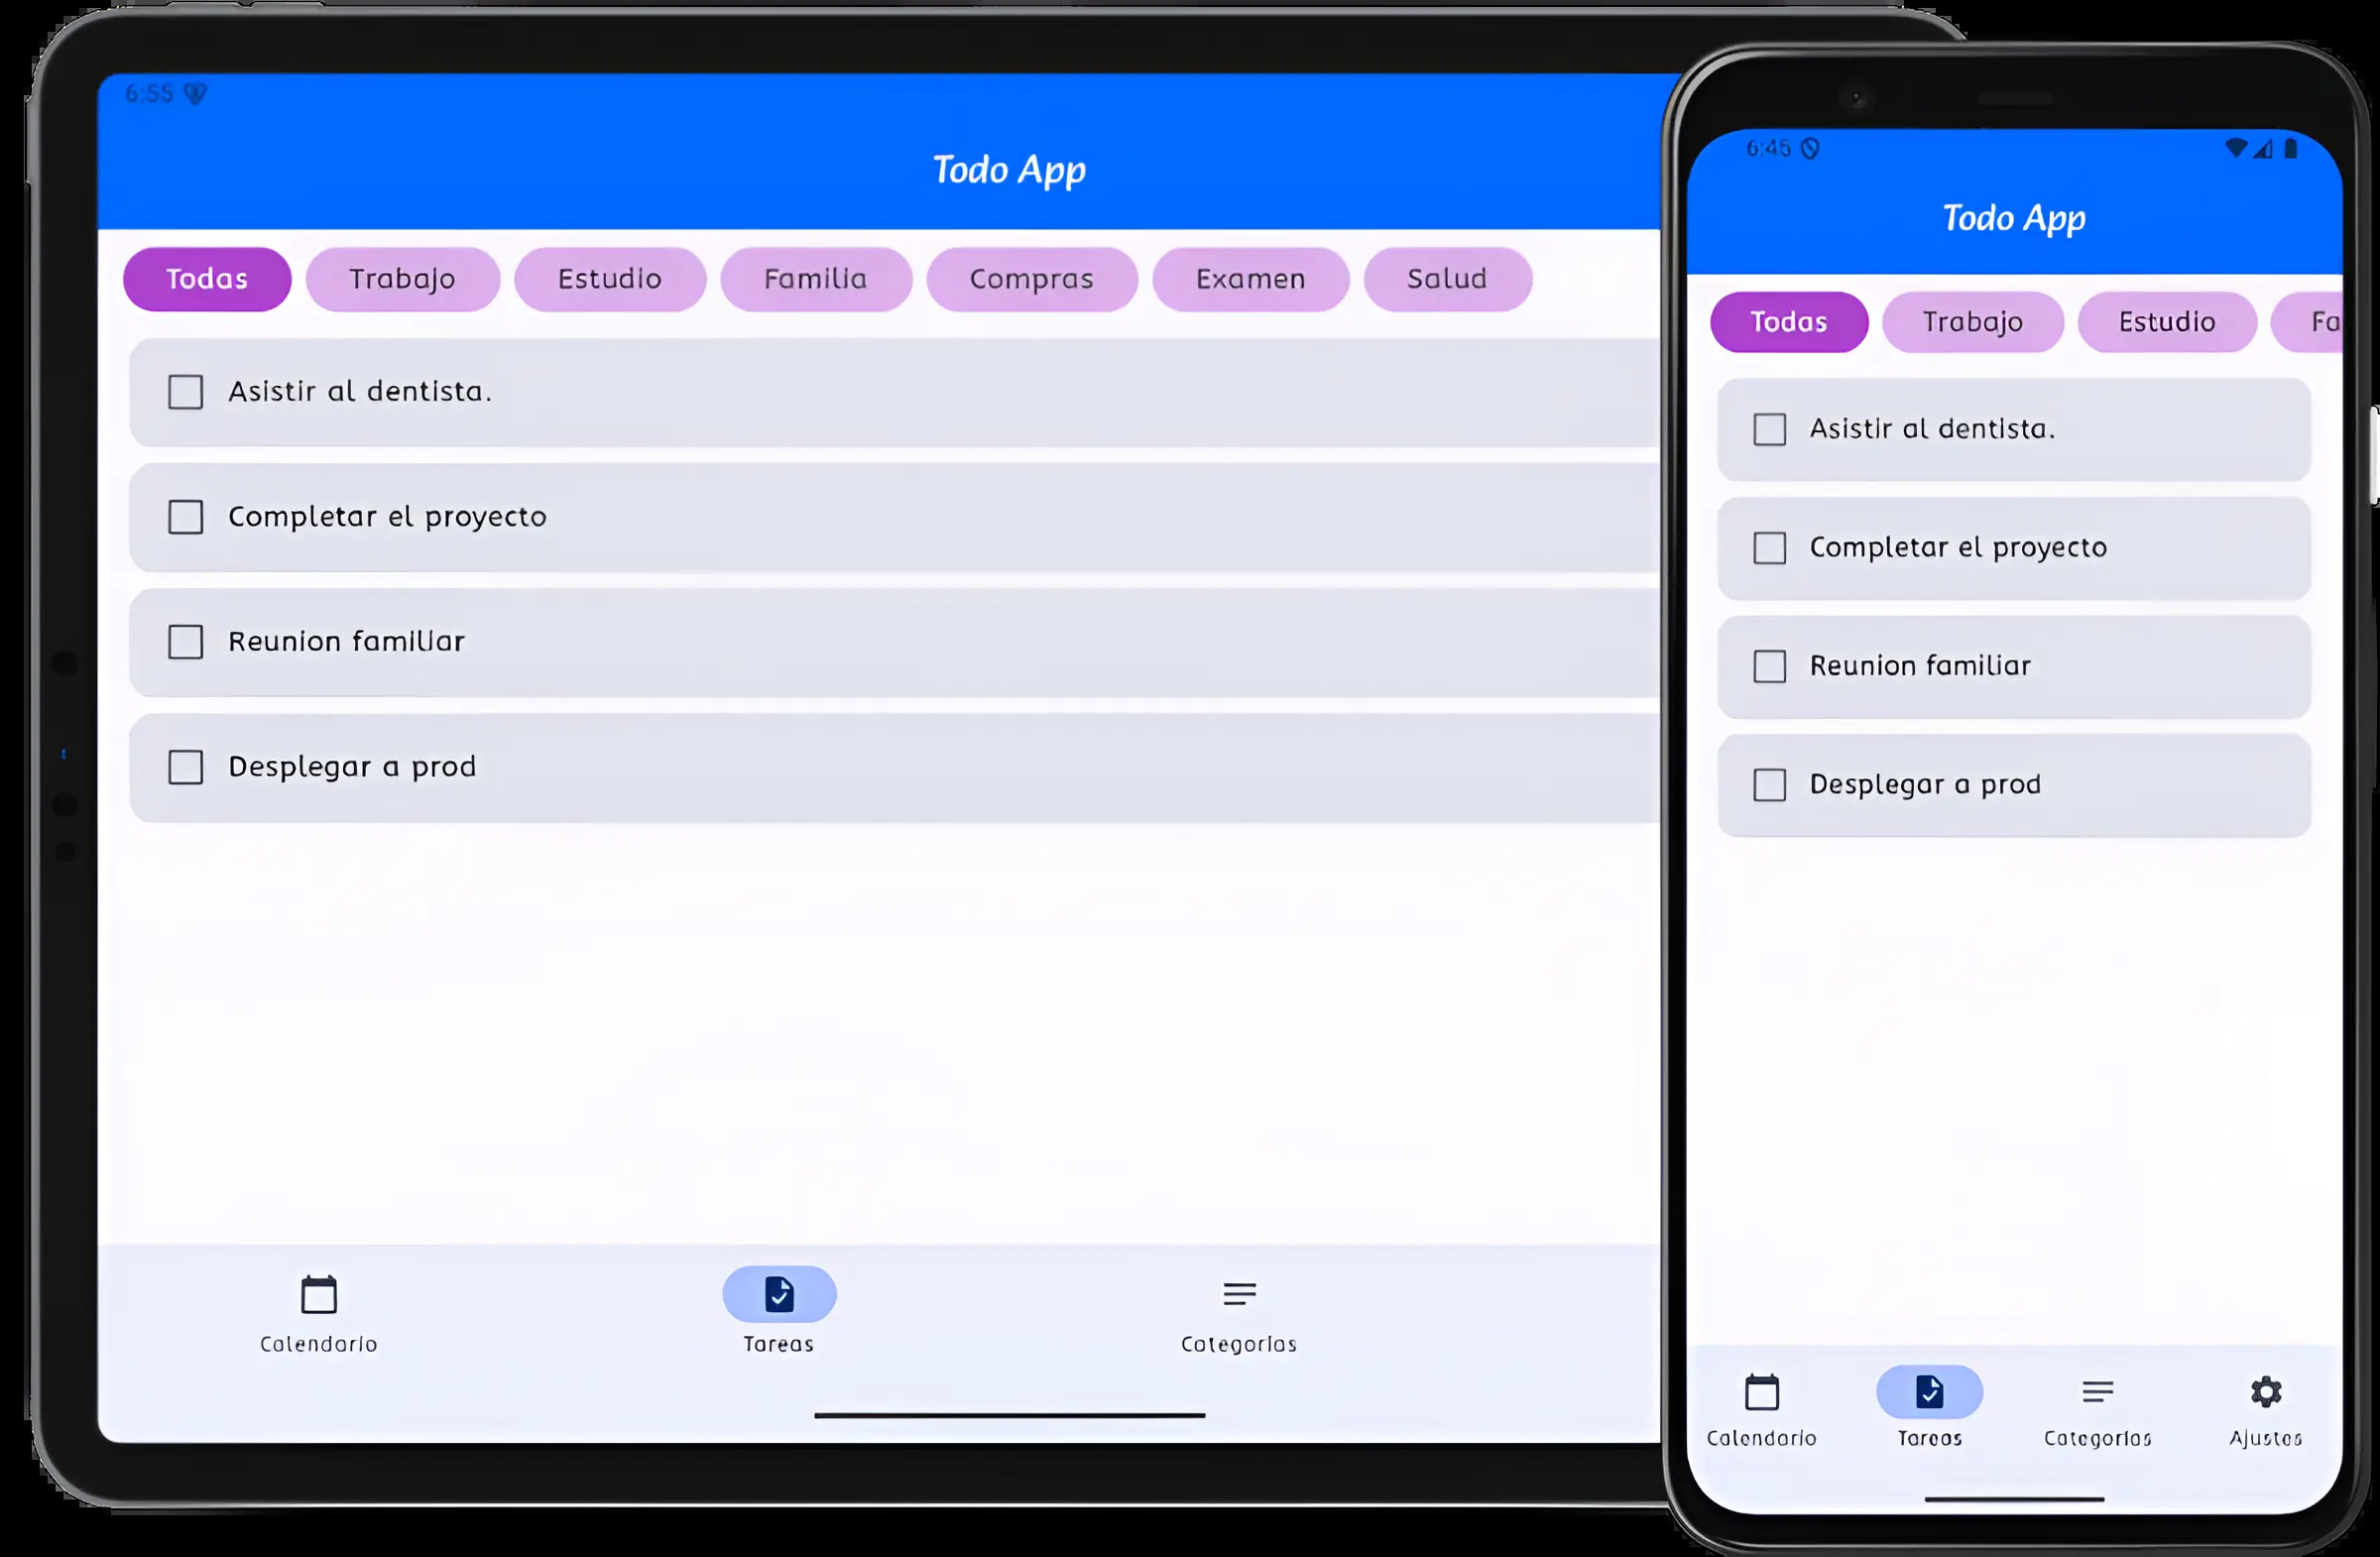 6:55
Todo App
Todas Trabajo Estudio Familia Compras Examen Salud
Asistir al dentista.
Completar el proyecto
Reunion familiar
Desplegar a prod
Calendario Tareas Categorías
6:45
Todo App
Todas Trabajo Estudio Fa
Asistir al dentista.
Completar el proyecto
Reunion familiar
Desplegar a prod
Calendario Tareas Categorías Ajustes